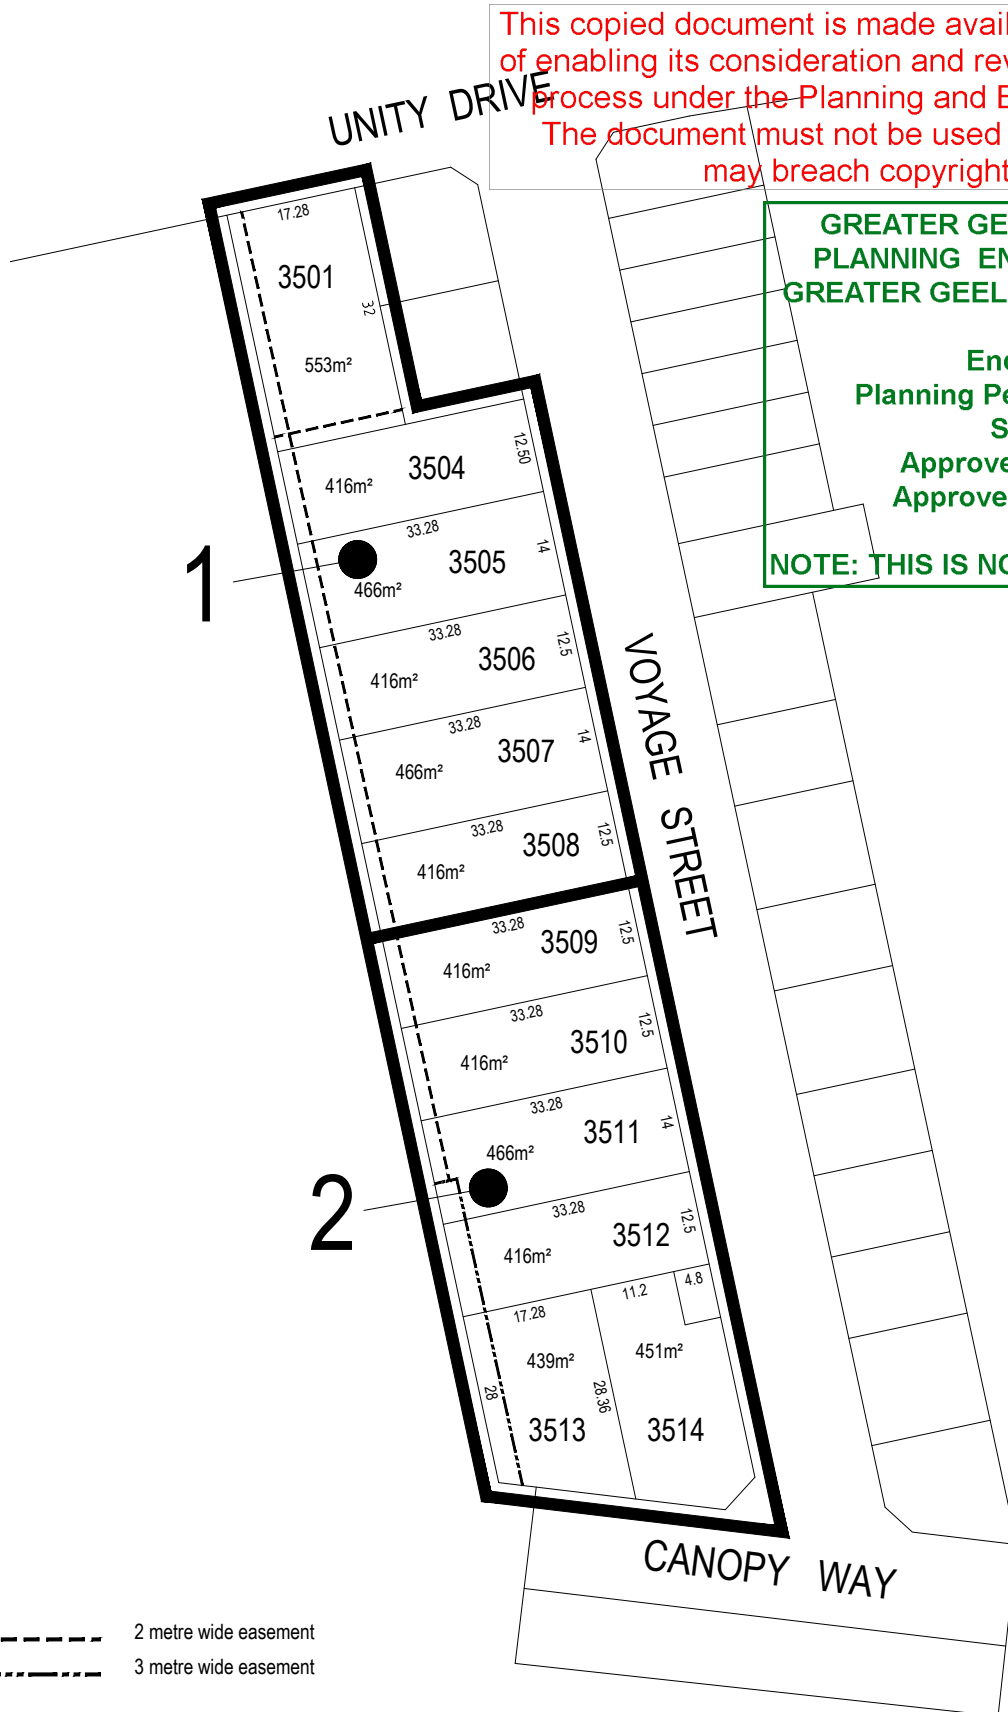 This copied document is made avail
of enabling its consideration and rev
process under the Planning and E
The document must not be used
may breach copyright
UNITY DRIVE
GREATER GE
PLANNING EN
GREATER GEEL
End
Planning Pe
S
Approve
Approve
NOTE: THIS IS NO
17.28
3501
32
553m²
12.50
3504
416m²
33.28
1
3505
14
466m²
33.28
12.5
3506
416m²
33.28
14
3507
466m²
33.28
12.5
3508
416m²
VOYAGE STREET
33.28
3509
12.5
416m²
33.28
3510
12.5
416m²
33.28
3511
14
466m²
2
33.28
3512
12.5
416m²
4.8
11.2
17.28
451m²
439m²
28
28.36
3513
3514
CANOPY WAY
2 metre wide easement
3 metre wide easement